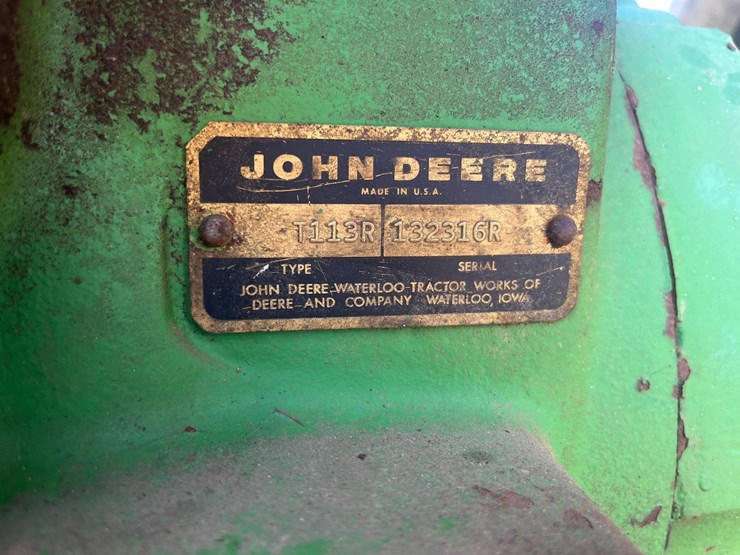 JOHN DEERE
MADE IN U.S.A.
T113R 132316R
TYPE SERIAL
JOHN DEERE WATERLOO TRACTOR WORKS OF
DEERE AND COMPANY WATERLOO, IOWA